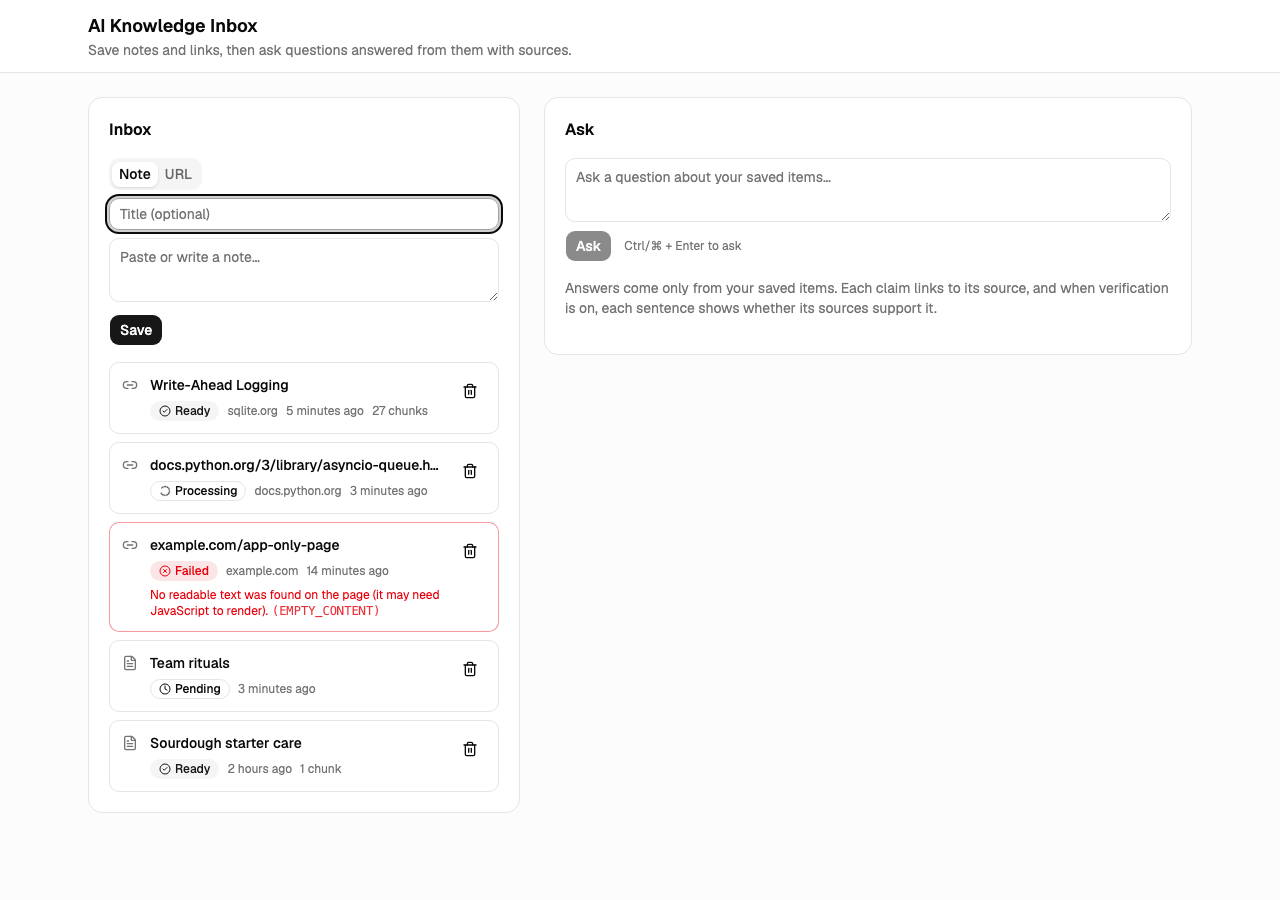 AI Knowledge Inbox
Save notes and links, then ask questions answered from them with sources.
Inbox
Note URL
Title (optional)
Paste or write a note...
Save
Write-Ahead Logging
Ready sqlite.org 5 minutes ago 27 chunks
docs.python.org/3/library/asyncio-queue.h...
Processing docs.python.org 3 minutes ago
example.com/app-only-page
Failed example.com 14 minutes ago
No readable text was found on the page (it may need
JavaScript to render). (EMPTY_CONTENT)
Team rituals
Pending 3 minutes ago
Sourdough starter care
Ready 2 hours ago 1 chunk
Ask
Ask a question about your saved items...
Ask Ctrl/⌘ + Enter to ask
Answers come only from your saved items. Each claim links to its source, and when verification
is on, each sentence shows whether its sources support it.